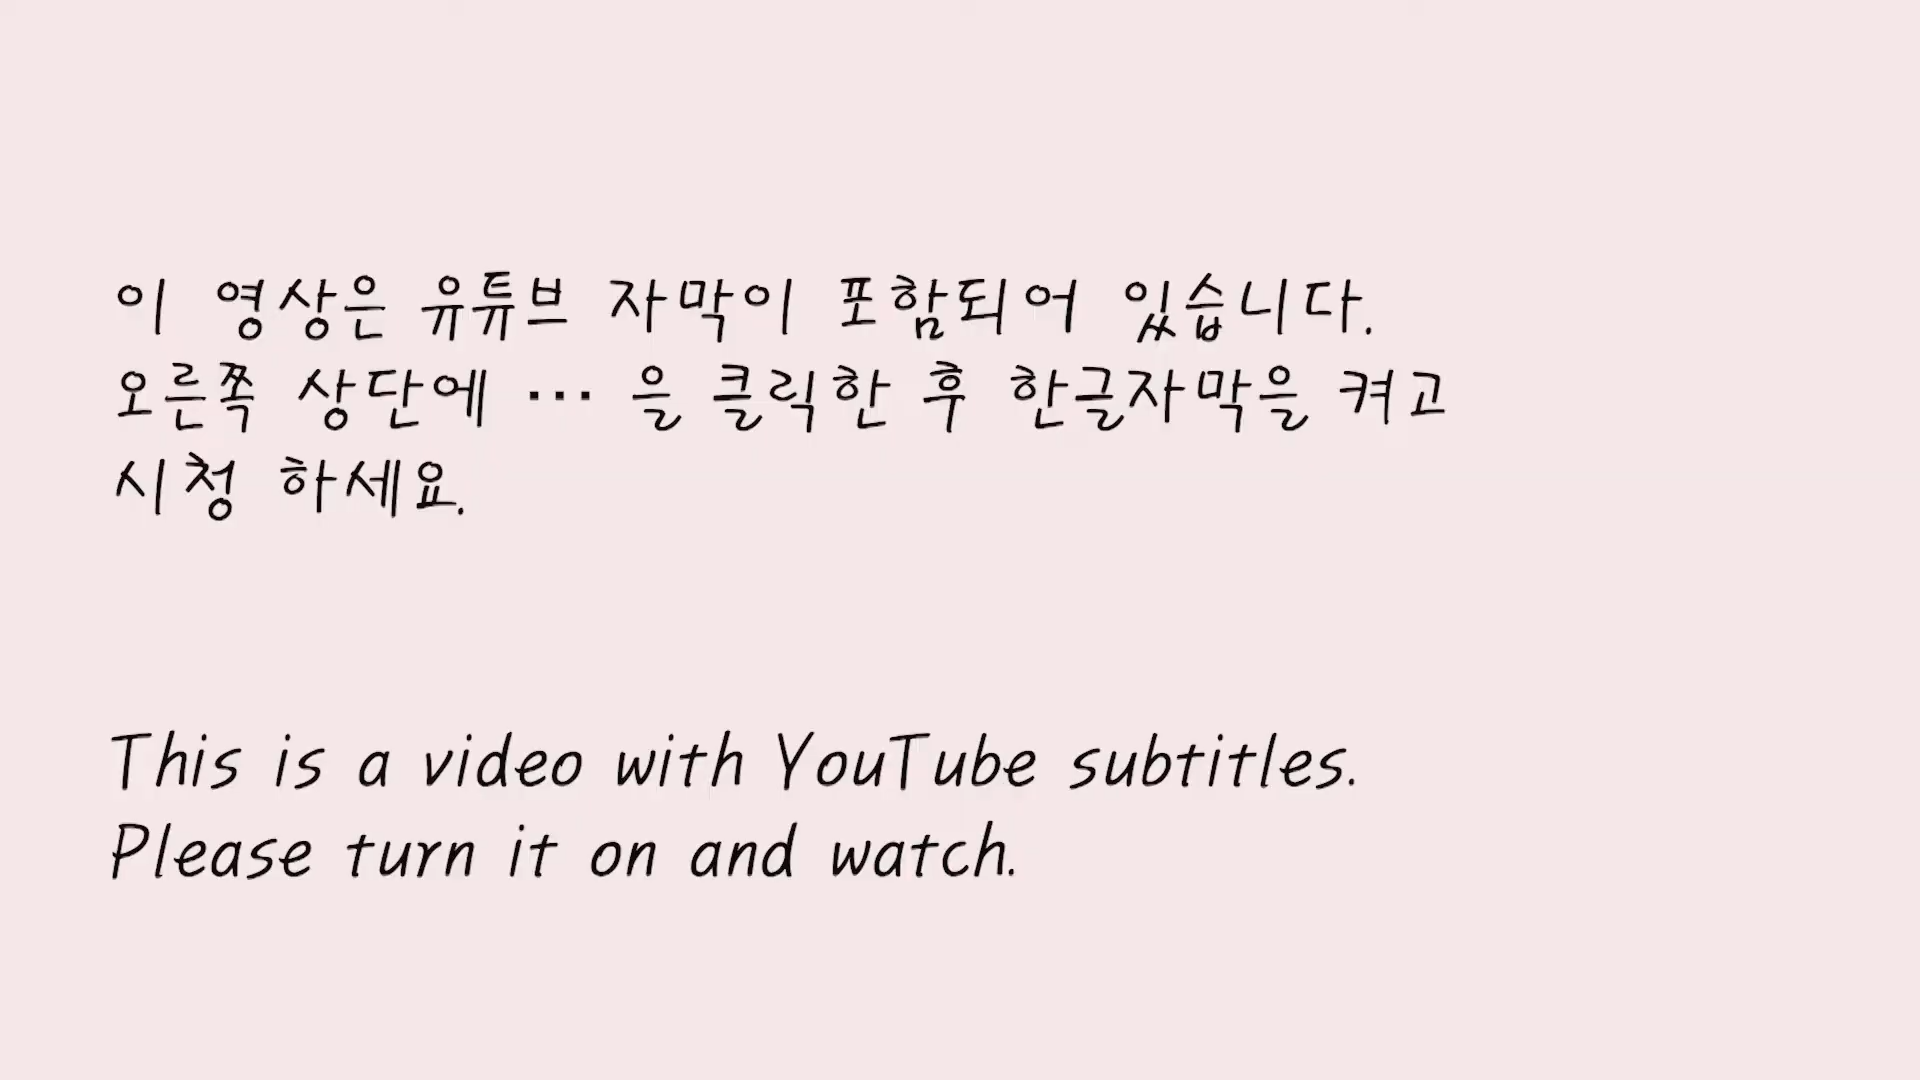 이 영상은 유튜브 자막이 포함되어 있습니다.
오른쪽 상단에 ··· 을 클릭한 후 한글자막을 켜고
시청 하세요.
This is a video with YouTube subtitles.
Please turn it on and watch.